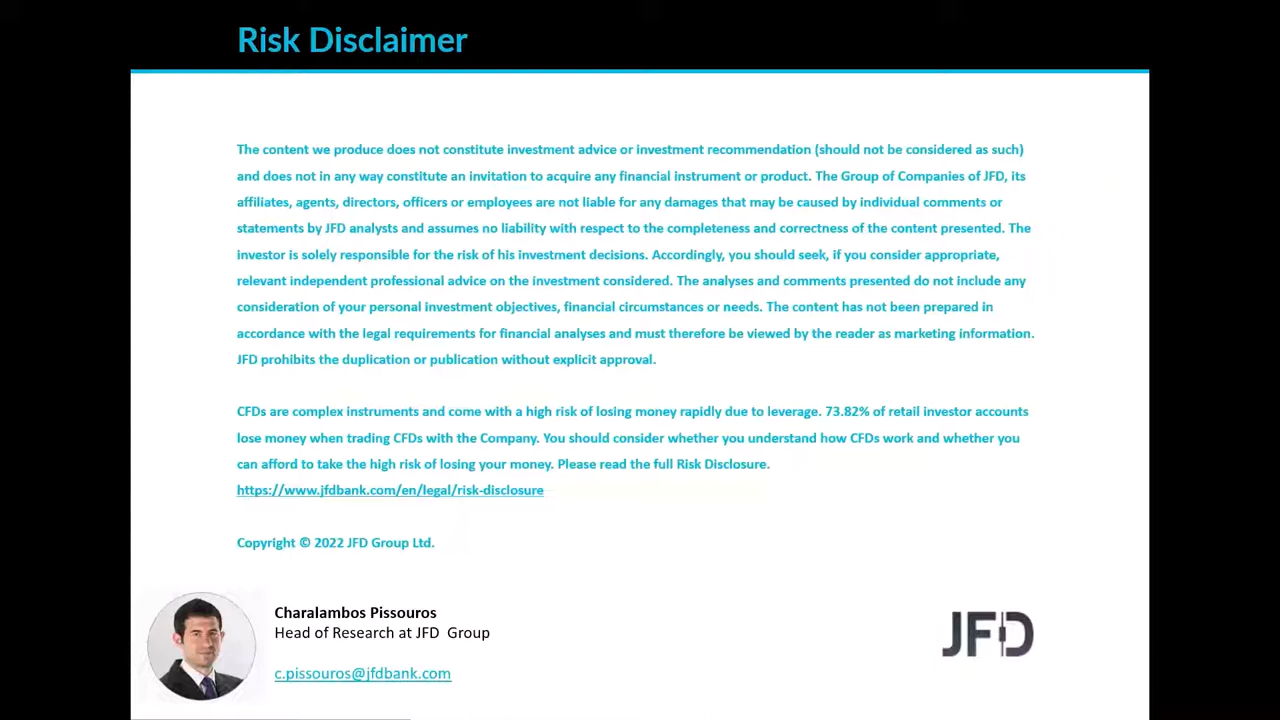 Risk Disclaimer
The content we produce does not constitute investment advice or investment recommendation (should not be considered as such)
and does not in any way constitute an invitation to acquire any financial instrument or product. The Group of Companies of JFD, its
affiliates, agents, directors, officers or employees are not liable for any damages that may be caused by individual comments or
statements by JFD analysts and assumes no liability with respect to the completeness and correctness of the content presented. The
investor is solely responsible for the risk of his investment decisions. Accordingly, you should seek, if you consider appropriate,
relevant independent professional advice on the investment considered. The analyses and comments presented do not include any
consideration of your personal investment objectives, financial circumstances or needs. The content has not been prepared in
accordance with the legal requirements for financial analyses and must therefore be viewed by the reader as marketing information.
JFD prohibits the duplication or publication without explicit approval.
CFDs are complex instruments and come with a high risk of losing money rapidly due to leverage. 73.82% of retail investor accounts
lose money when trading CFDs with the Company. You should consider whether you understand how CFDs work and whether you
can afford to take the high risk of losing your money. Please read the full Risk Disclosure.
https://www.jfdbank.com/en/legal/risk-disclosure
Copyright © 2022 JFD Group Ltd.
Charalambos Pissouros
Head of Research at JFD Group
c.pissouros@jfdbank.com
JFD